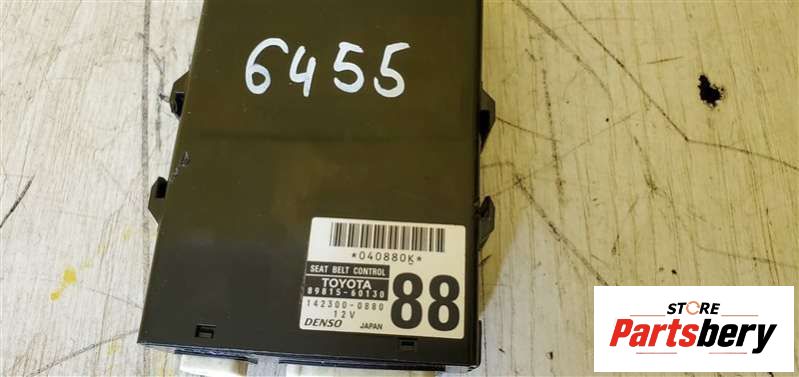 6455
*040880K*
SEAT BELT CONTROL
TOYOTA
89815-60130
142300-0880
12V
DENSO JAPAN
88
STORE
Partsbery